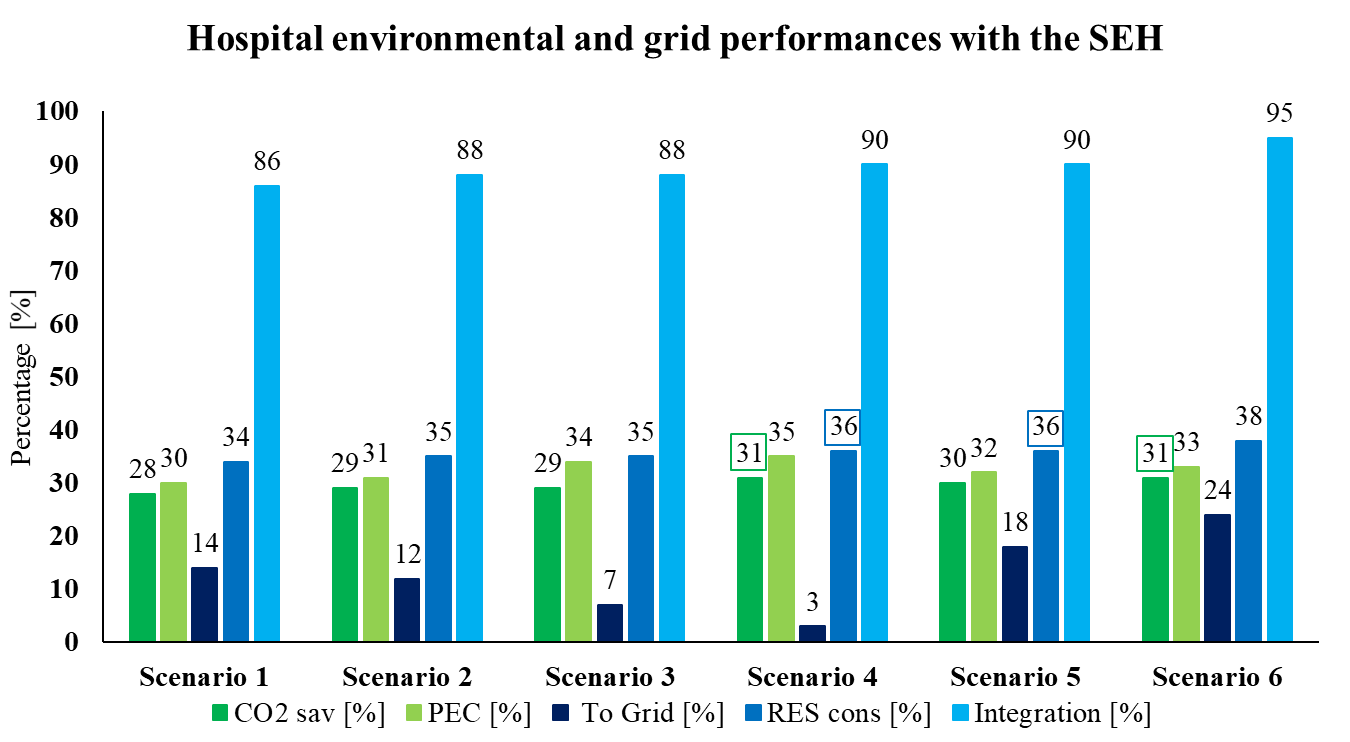 Hospital environmental and grid performances with the SEH
Percentage [%]
100
90
80
70
60
50
40
30
20
10
0
28 30 14 34 86
29 31 12 35 88
29 34 7 35 88
31 35 3 36 90
30 32 18 36 90
31 33 24 38 95
Scenario 1 Scenario 2 Scenario 3 Scenario 4 Scenario 5 Scenario 6
CO2 sav [%] PEC [%] To Grid [%] RES cons [%] Integration [%]